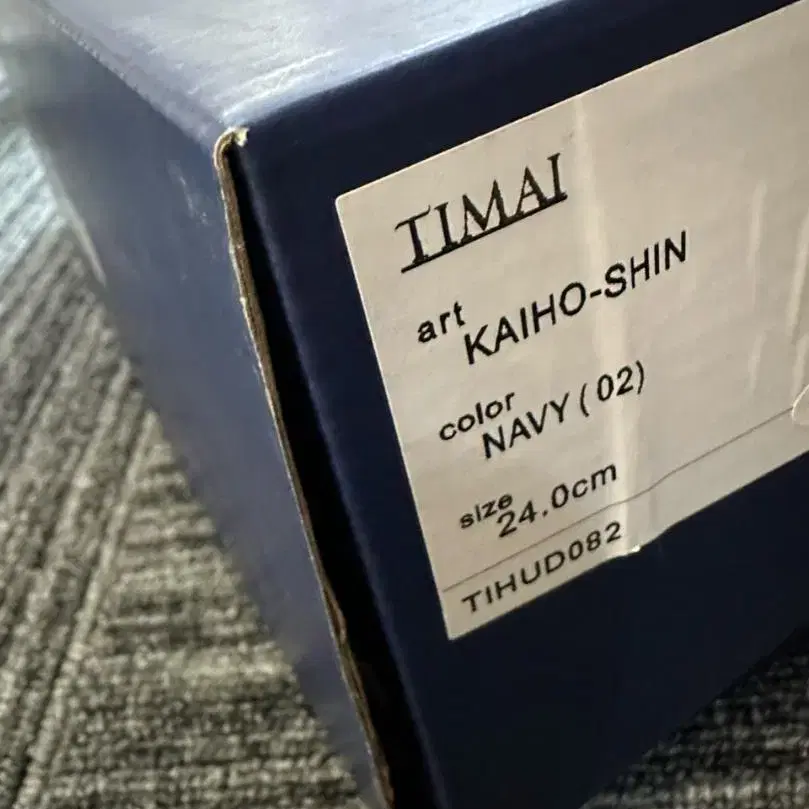 TIMAI
art
KAIHO-SHIN
color
NAVY (02)
size
24.0cm
TIHUD082